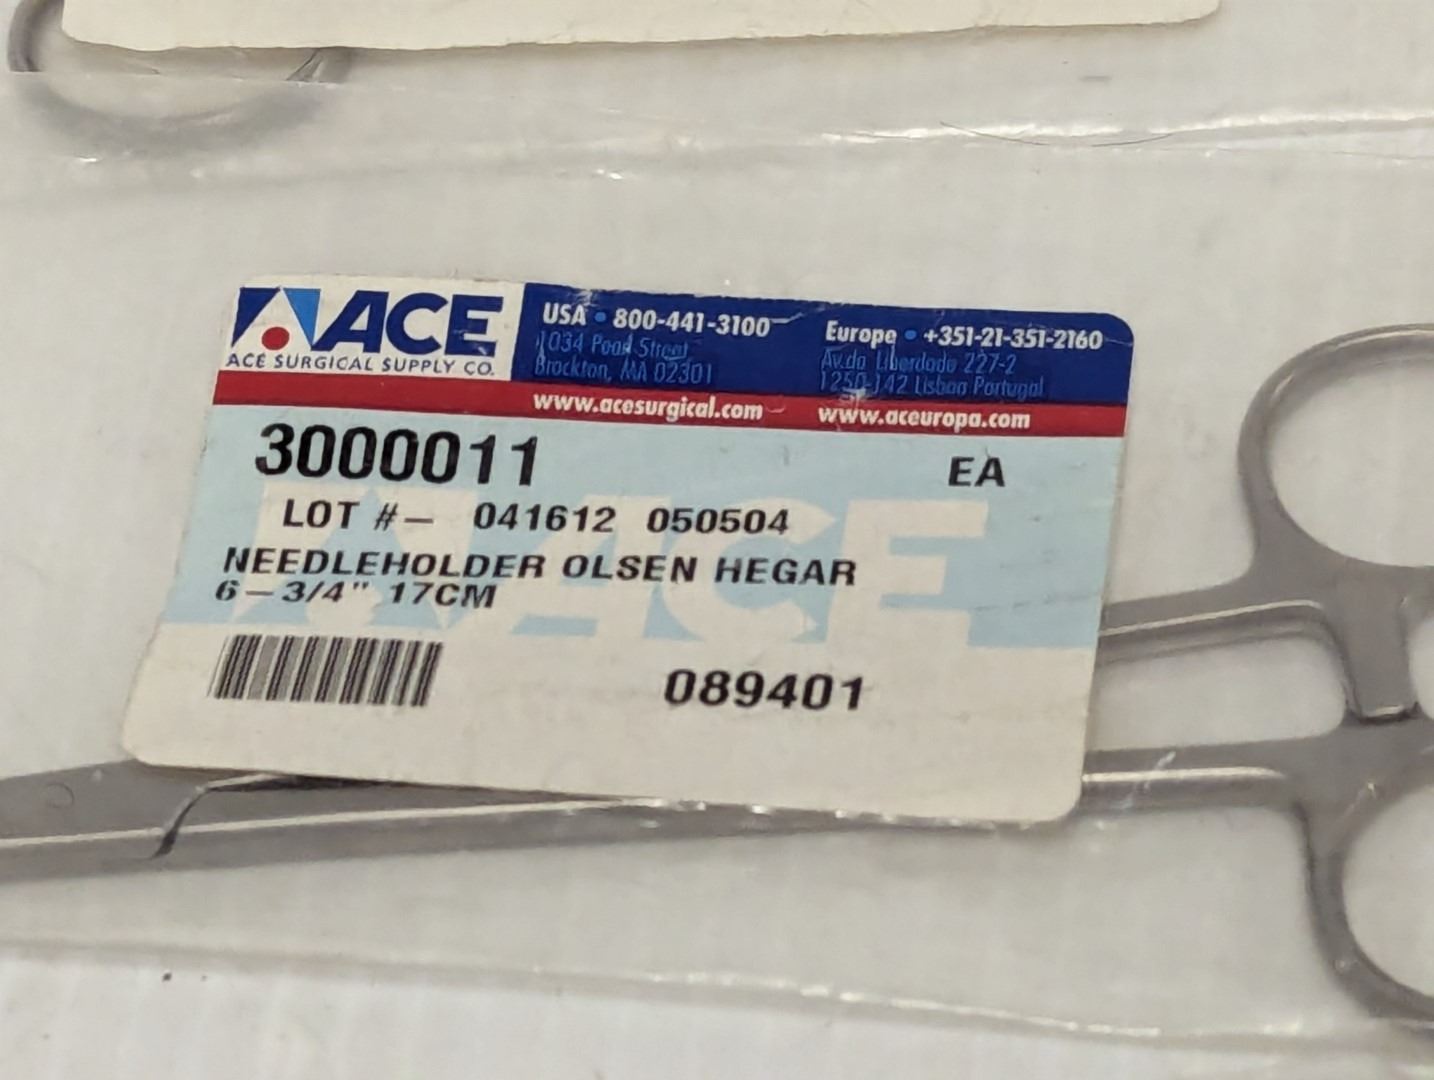 ACE
ACE SURGICAL SUPPLY CO.
USA • 800-441-3100
1034 Pearl Street
Brockton, MA 02301
Europe • +351-21-351-2160
Av.da Liberdade 227-2
1250-142 Lisboa Portugal
www.acesurgical.com
www.aceuropa.com
3000011
EA
LOT #– 041612 050504
NEEDLEHOLDER OLSEN HEGAR
6–3/4" 17CM
089401
ACE